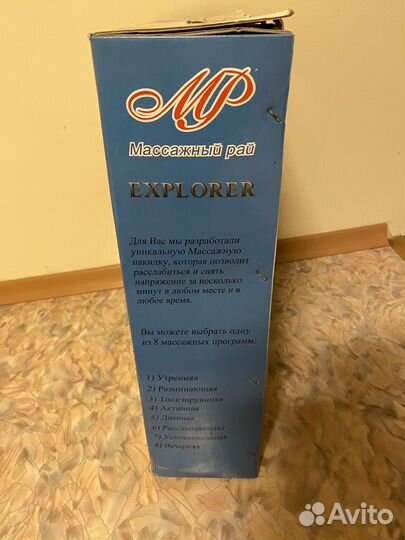 МР
Массажный рай
EXPLORER
Для Вас мы разработали
уникальную Массажную
накидку, которая позволит
расслабиться и снять
напряжение за несколько
минут в любом месте и в
любое время.
Вы можете выбрать одну
из 8 массажных программ:
1) Утренняя
2) Разминающая
3) Тонизирующая
4) Активная
5) Дневная
6) Расслабляющая
7) Успокаивающая
8) Вечерняя
Avito